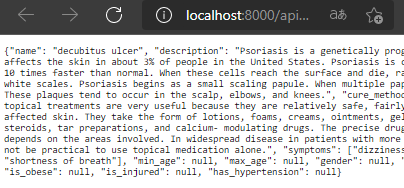 localhost:8000/api...
{"name": "decubitus ulcer", "description": "Psoriasis is a genetically prog
affects the skin in about 3% of people in the United States. Psoriasis is c
10 times faster than normal. When these cells reach the surface and die, ra
white scales. Psoriasis begins as a small scaling papule. When multiple pap
These plaques tend to occur in the scalp, elbows, and knees.", "cure_method
topical treatments are very useful because they are relatively safe, fairly
affected skin. They take the form of lotions, foams, creams, ointments, gel
steroids, tar preparations, and calcium- modulating drugs. The precise drug
depends on the areas involved. In widespread disease in patients with more
not be practical to use topical medication alone.", "symptoms": ["dizziness
"shortness of breath"], "min_age": null, "max_age": null, "gender": null, "
"is_obese": null, "is_injured": null, "has_hypertension": null}